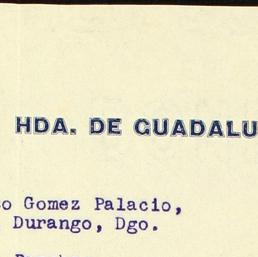 HDA. DE GUADALU
o Gomez Palacio,
Durango, Dgo.